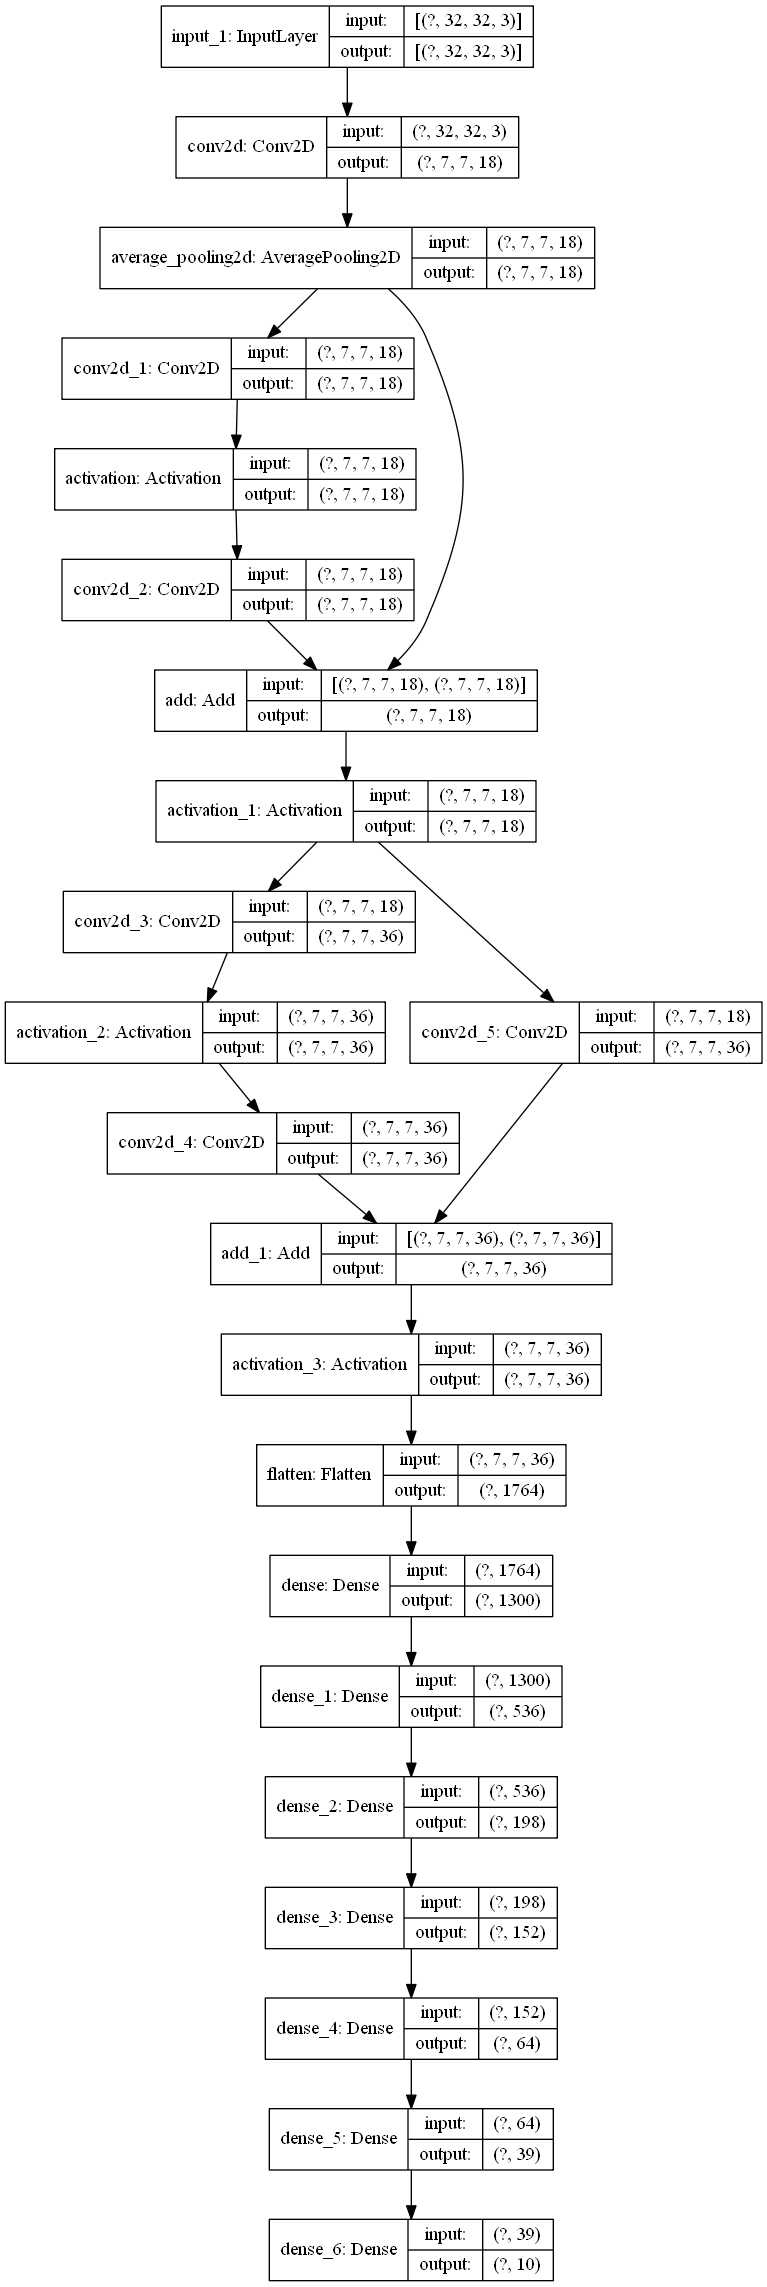 input_1: InputLayer
input: [(?, 32, 32, 3)]
output: [(?, 32, 32, 3)]
conv2d: Conv2D
input: (?, 32, 32, 3)
output: (?, 7, 7, 18)
average_pooling2d: AveragePooling2D
input: (?, 7, 7, 18)
output: (?, 7, 7, 18)
conv2d_1: Conv2D
input: (?, 7, 7, 18)
output: (?, 7, 7, 18)
activation: Activation
input: (?, 7, 7, 18)
output: (?, 7, 7, 18)
conv2d_2: Conv2D
input: (?, 7, 7, 18)
output: (?, 7, 7, 18)
add: Add
input: [(?, 7, 7, 18), (?, 7, 7, 18)]
output: (?, 7, 7, 18)
activation_1: Activation
input: (?, 7, 7, 18)
output: (?, 7, 7, 18)
conv2d_3: Conv2D
input: (?, 7, 7, 18)
output: (?, 7, 7, 36)
activation_2: Activation
input: (?, 7, 7, 36)
output: (?, 7, 7, 36)
conv2d_5: Conv2D
input: (?, 7, 7, 18)
output: (?, 7, 7, 36)
conv2d_4: Conv2D
input: (?, 7, 7, 36)
output: (?, 7, 7, 36)
add_1: Add
input: [(?, 7, 7, 36), (?, 7, 7, 36)]
output: (?, 7, 7, 36)
activation_3: Activation
input: (?, 7, 7, 36)
output: (?, 7, 7, 36)
flatten: Flatten
input: (?, 7, 7, 36)
output: (?, 1764)
dense: Dense
input: (?, 1764)
output: (?, 1300)
dense_1: Dense
input: (?, 1300)
output: (?, 536)
dense_2: Dense
input: (?, 536)
output: (?, 198)
dense_3: Dense
input: (?, 198)
output: (?, 152)
dense_4: Dense
input: (?, 152)
output: (?, 64)
dense_5: Dense
input: (?, 64)
output: (?, 39)
dense_6: Dense
input: (?, 39)
output: (?, 10)